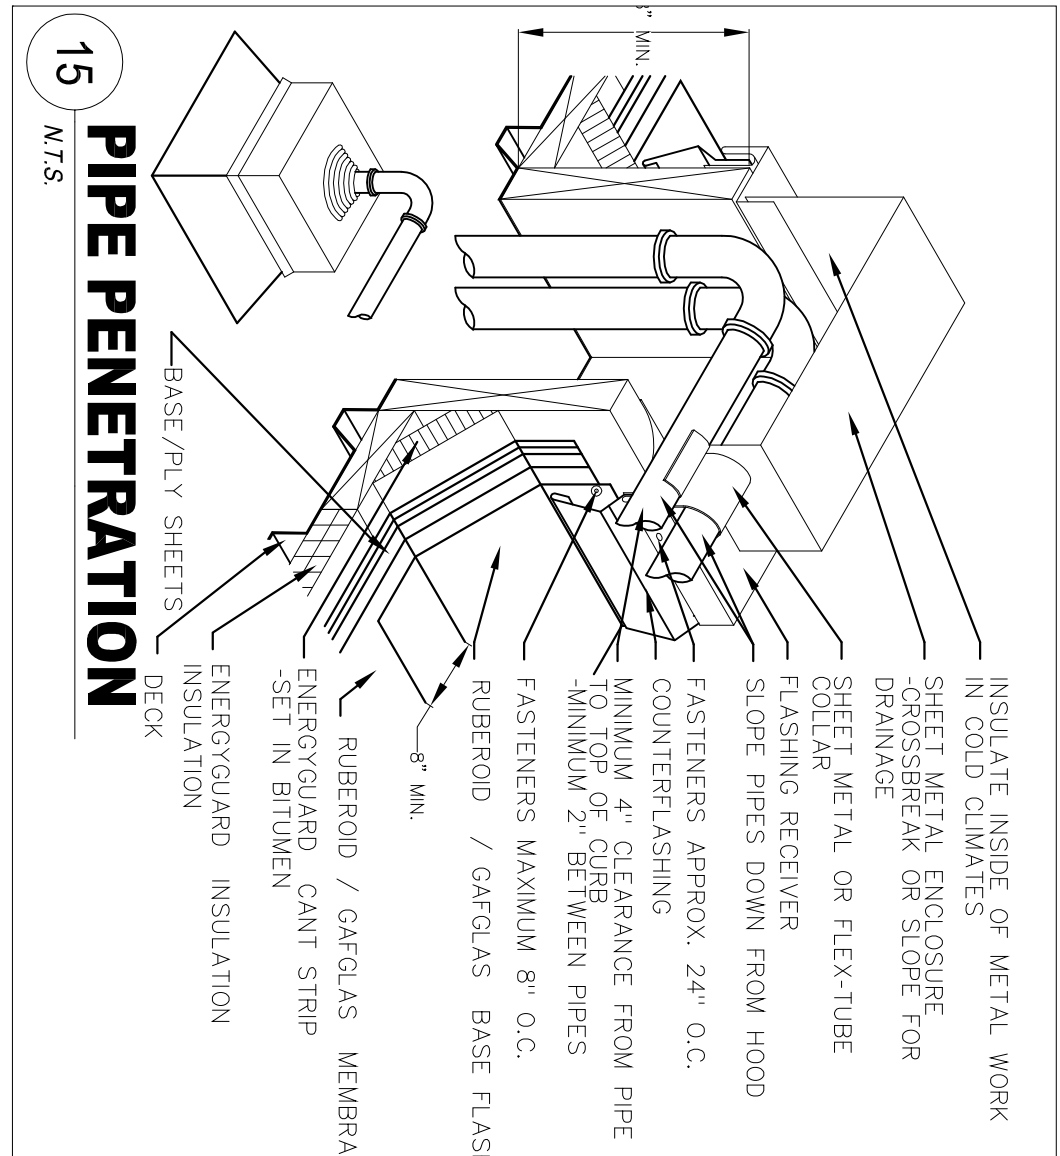 8" MIN.
INSULATE INSIDE OF METAL WORK
IN COLD CLIMATES
SHEET METAL ENCLOSURE
-CROSSBREAK OR SLOPE FOR
DRAINAGE
SHEET METAL OR FLEX-TUBE
COLLAR
FLASHING RECEIVER
SLOPE PIPES DOWN FROM HOOD
FASTENERS APPROX. 24" O.C.
COUNTERFLASHING
MINIMUM 4" CLEARANCE FROM PIPE
TO TOP OF CURB
-MINIMUM 2" BETWEEN PIPES
FASTENERS MAXIMUM 8" O.C.
RUBEROID / GAFGLAS BASE FLAS
8" MIN.
RUBEROID / GAFGLAS MEMBRA
ENERGYGUARD CANT STRIP
-SET IN BITUMEN
ENERGYGUARD INSULATION
INSULATION
DECK
BASE/PLY SHEETS
15
PIPE PENETRATION
N.T.S.